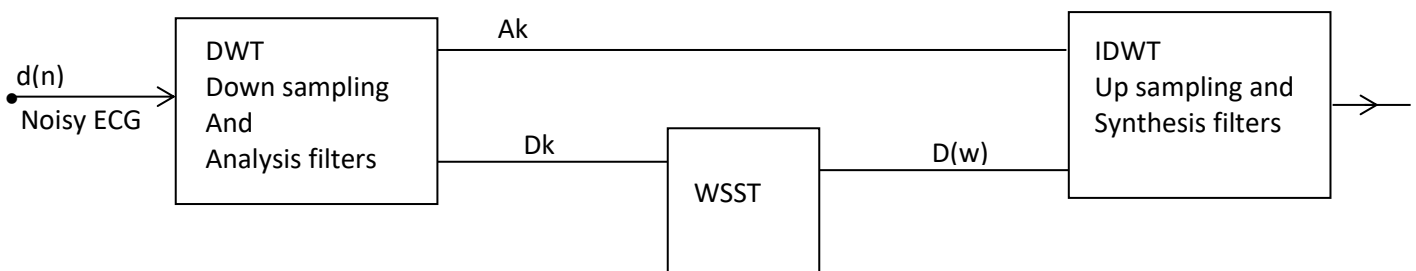 d(n)
Noisy ECG
DWT
Down sampling
And
Analysis filters
Ak
Dk
WSST
D(w)
IDWT
Up sampling and
Synthesis filters